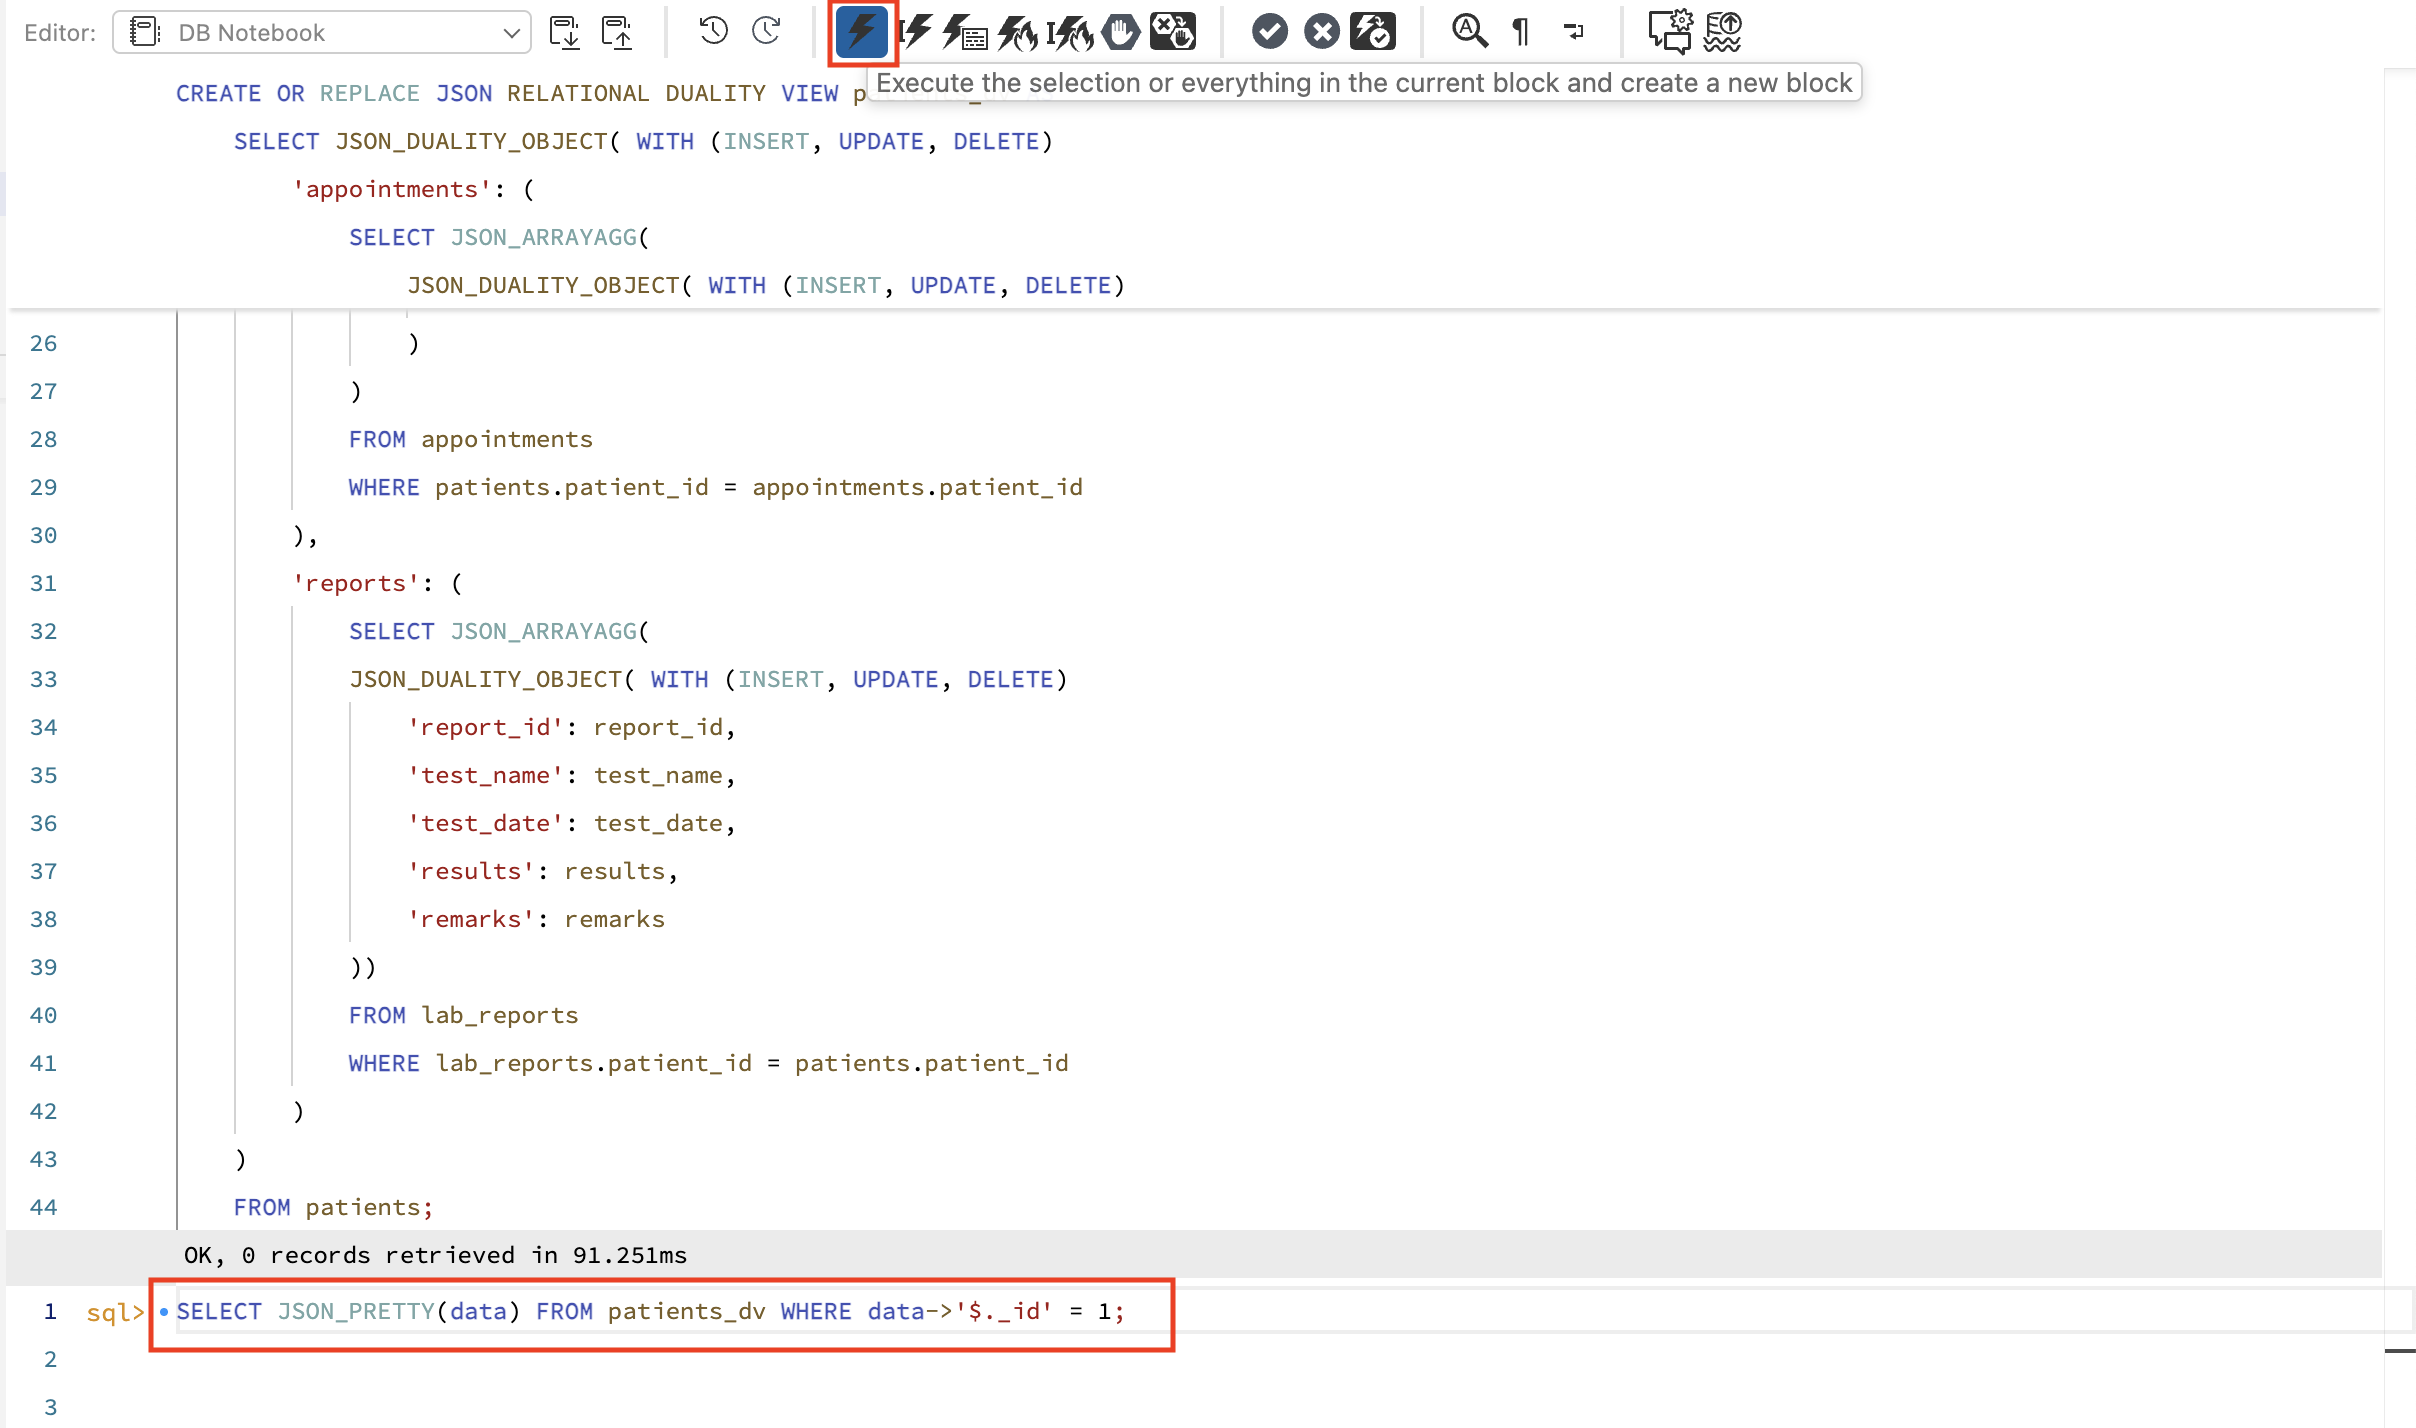 Editor: DB Notebook
Execute the selection or everything in the current block and create a new block
CREATE OR REPLACE JSON RELATIONAL DUALITY VIEW
SELECT JSON_DUALITY_OBJECT( WITH (INSERT, UPDATE, DELETE)
'appointments': (
SELECT JSON_ARRAYAGG(
JSON_DUALITY_OBJECT( WITH (INSERT, UPDATE, DELETE)
26 )
27 )
28 FROM appointments
29 WHERE patients.patient_id = appointments.patient_id
30 ),
31 'reports': (
32 SELECT JSON_ARRAYAGG(
33 JSON_DUALITY_OBJECT( WITH (INSERT, UPDATE, DELETE)
34 'report_id': report_id,
35 'test_name': test_name,
36 'test_date': test_date,
37 'results': results,
38 'remarks': remarks
39 ))
40 FROM lab_reports
41 WHERE lab_reports.patient_id = patients.patient_id
42 )
43 )
44 FROM patients;
OK, 0 records retrieved in 91.251ms
1 sql> SELECT JSON_PRETTY(data) FROM patients_dv WHERE data->'$._id' = 1;
2
3